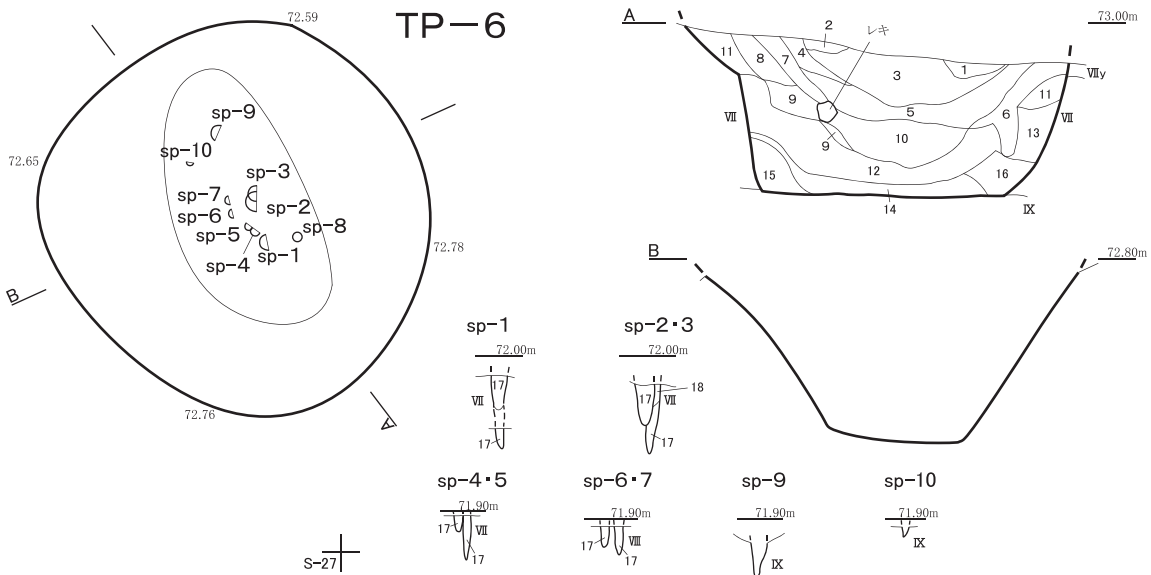 TP-6
72.59
72.65
72.78
72.76
sp-9
sp-10
sp-3
sp-7
sp-2
sp-6
sp-8
sp-5
sp-1
sp-4
B
A
S-27
A
73.00m
レキ
2
11
8
7
4
3
1
Ⅶy
9
5
6
11
Ⅶ
Ⅶ
10
13
9
12
15
16
14
Ⅸ
B
72.80m
sp-1
72.00m
17
Ⅶ
17
sp-2・3
72.00m
18
17
Ⅶ
17
sp-4・5
71.90m
17
Ⅶ
17
sp-6・7
71.90m
17
Ⅷ
17
sp-9
71.90m
Ⅸ
sp-10
71.90m
Ⅸ